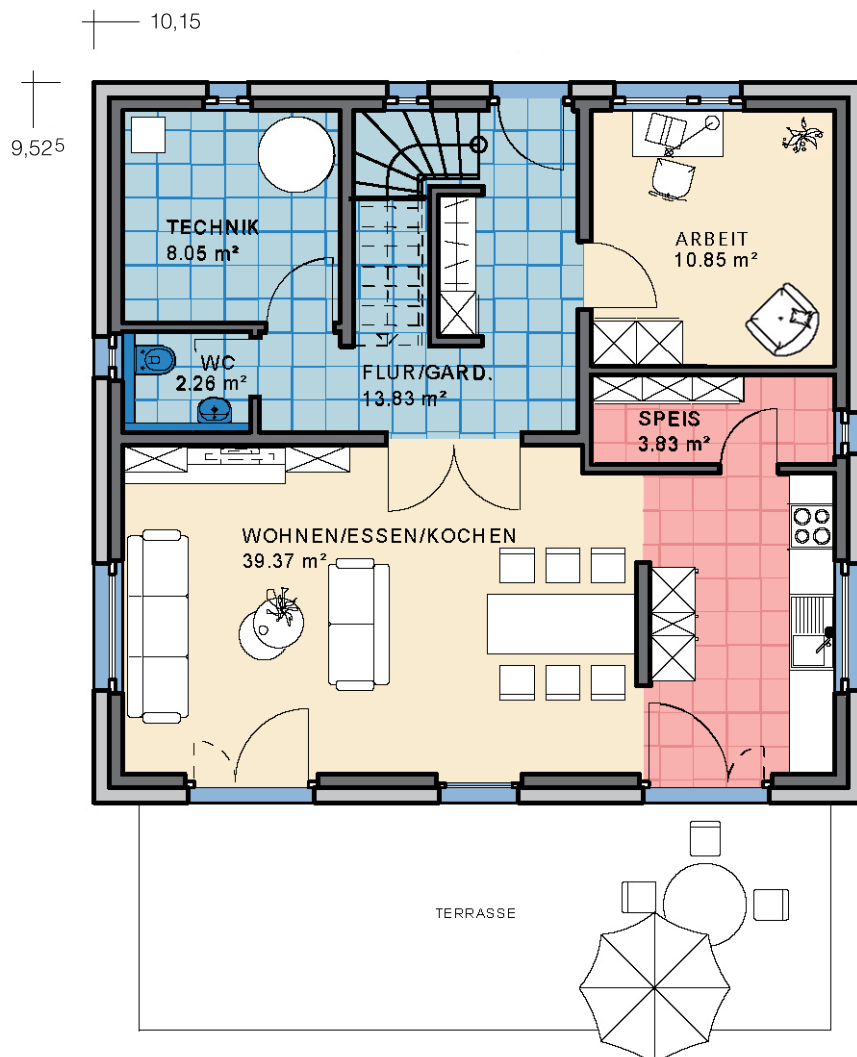 10,15
9,525
TECHNIK
8.05 m²
ARBEIT
10.85 m²
WC
2.26 m²
FLUR/GARD.
13.83 m²
SPEIS
3.83 m²
WOHNEN/ESSEN/KOCHEN
39.37 m²
TERRASSE